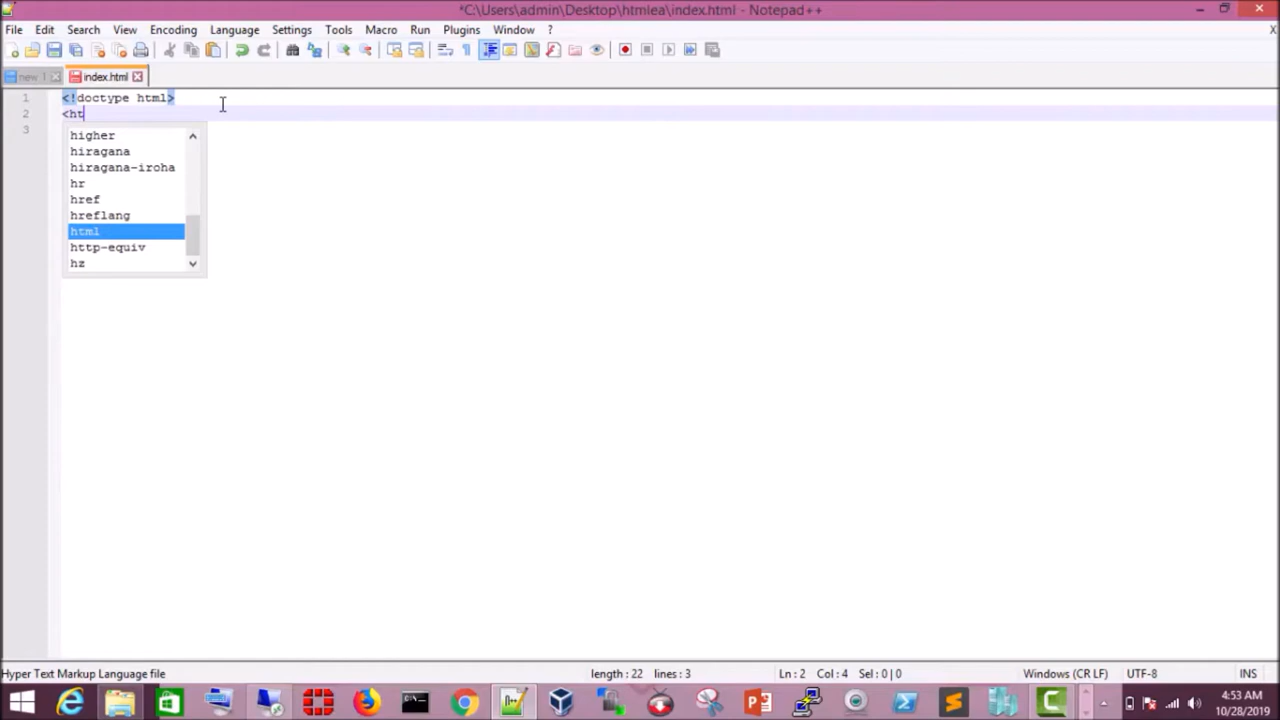 *C:\Users\admin\Desktop\htmlea\index.html - Notepad++
File Edit Search View Encoding Language Settings Tools Macro Run Plugins Window ? X
new 1 index.html
1 <!doctype html>
2 <ht
3
higher
hiragana
hiragana-iroha
hr
href
hreflang
html
http-equiv
hz
Hyper Text Markup Language file length : 22 lines : 3 Ln : 2 Col : 4 Sel : 0 | 0 Windows (CR LF) UTF-8 INS
4:53 AM
10/28/2019